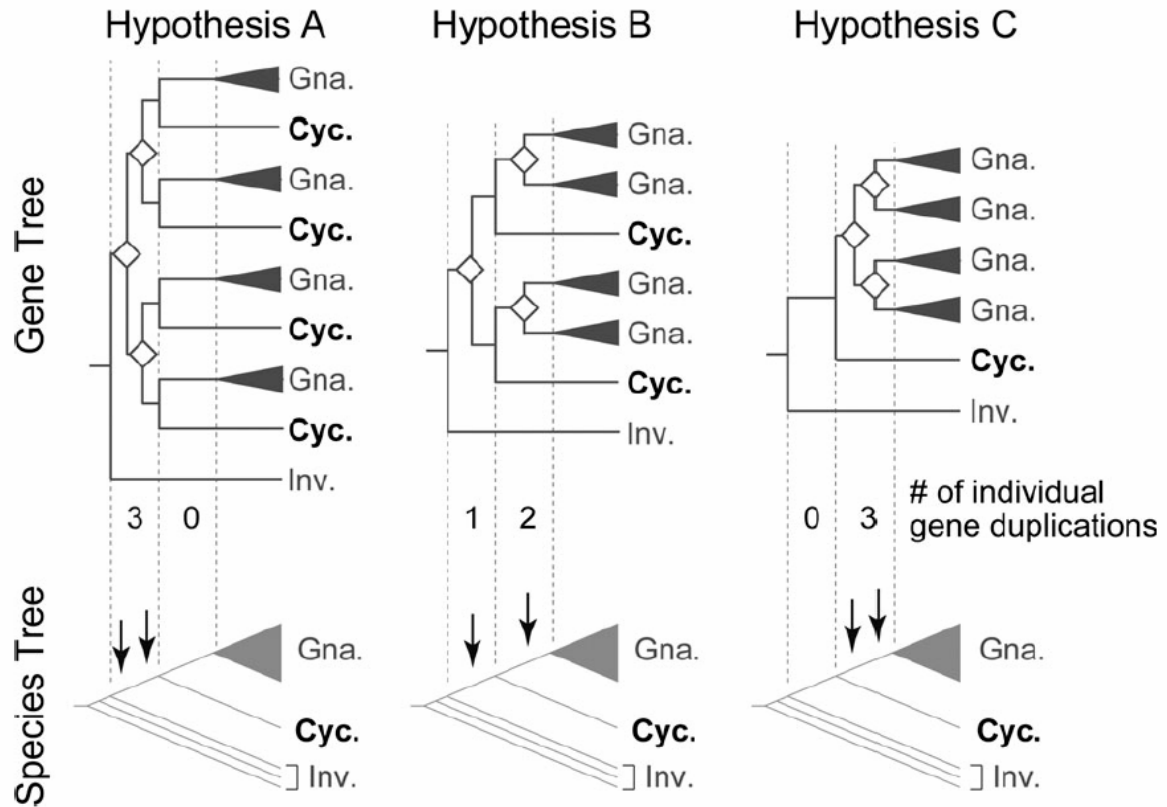 Hypothesis A
Hypothesis B
Hypothesis C
Gene Tree
Gna.
Cyc.
Gna.
Cyc.
Gna.
Cyc.
Gna.
Cyc.
Inv.
Gna.
Gna.
Cyc.
Gna.
Gna.
Cyc.
Inv.
Gna.
Gna.
Gna.
Gna.
Cyc.
Inv.
3 0
1 2
0 3
# of individual
gene duplications
Species Tree
Gna.
Cyc.
Inv.
Gna.
Cyc.
Inv.
Gna.
Cyc.
Inv.